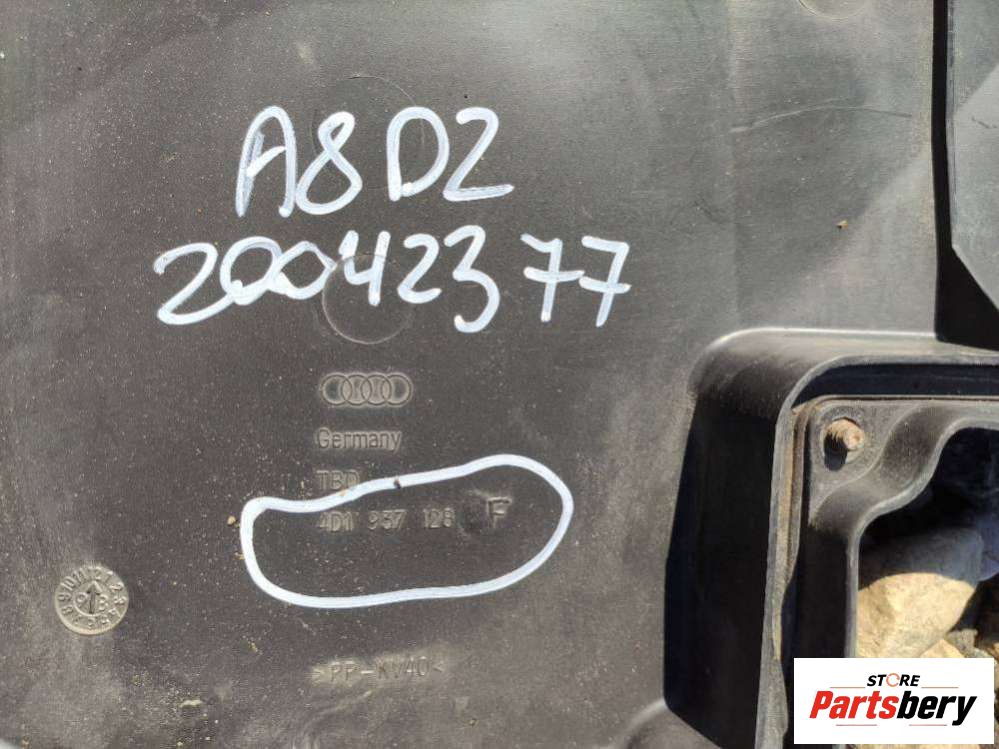 A8 D2
20042377
Germany
TBD
4D1 937 128 F
>PP-KV40<
STORE
Partsbery